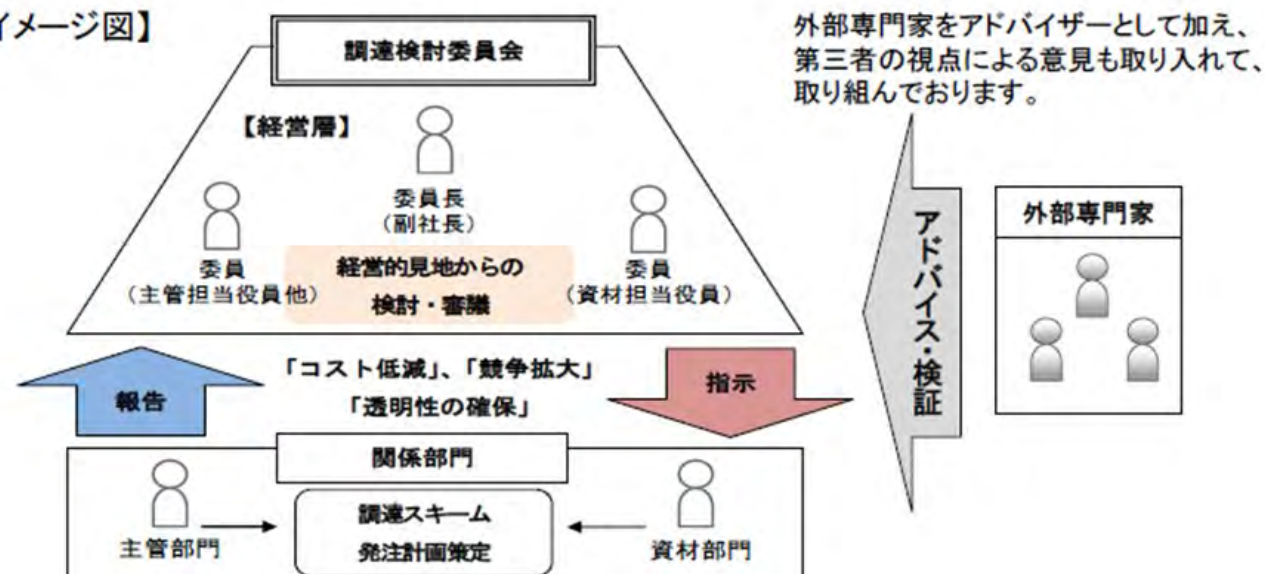 イメージ図】
調達検討委員会
外部専門家をアドバイザーとして加え、
第三者の視点による意見も取り入れて、
取り組んでおります。
【経営層】
委員長
（副社長）
委員
（主管担当役員他）
経営的見地からの
検討・審議
委員
（資材担当役員）
アドバイス・検証
外部専門家
報告
「コスト低減」、「競争拡大」
「透明性の確保」
指示
関係部門
主管部門
調達スキーム
発注計画策定
資材部門